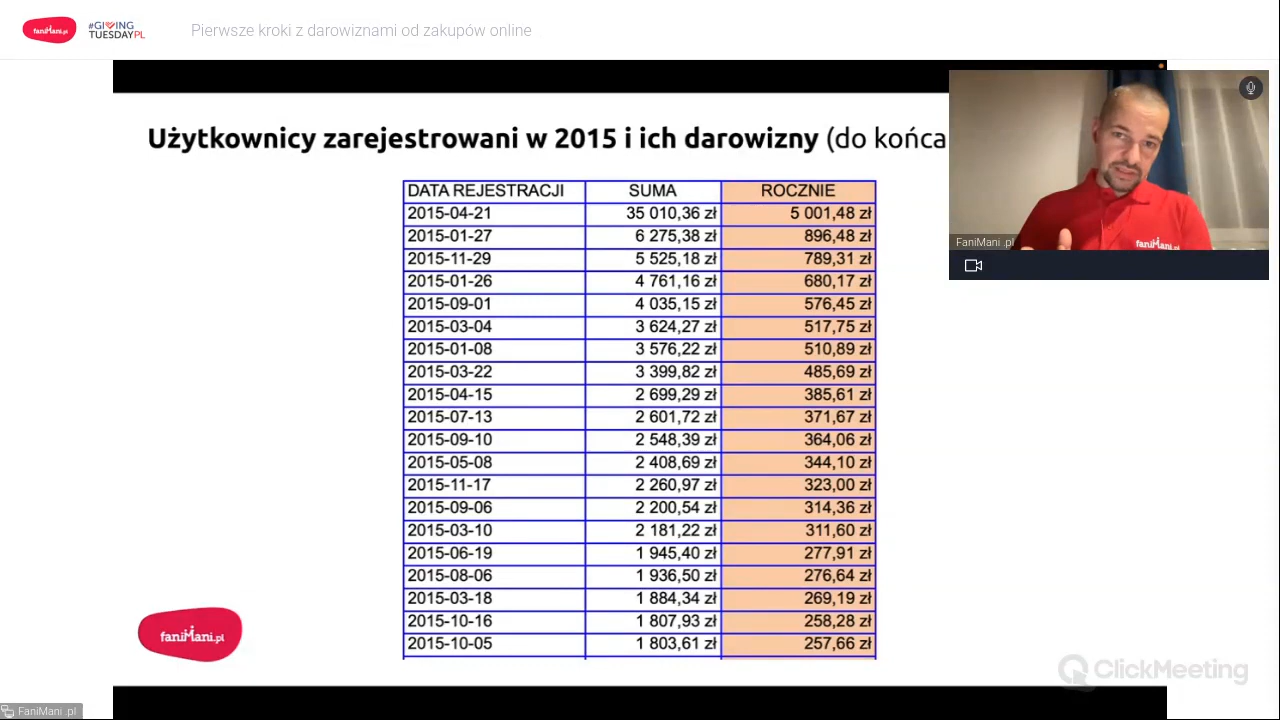 faniMani.pl
#GIVING
TUESDAYPL
Pierwsze kroki z darowiznami od zakupów online
Użytkownicy zarejestrowani w 2015 i ich darowizny (do końca
DATA REJESTRACJI SUMA ROCZNIE
2015-04-21 35 010,36 zł 5 001,48 zł
2015-01-27 6 275,38 zł 896,48 zł
2015-11-29 5 525,18 zł 789,31 zł
2015-01-26 4 761,16 zł 680,17 zł
2015-09-01 4 035,15 zł 576,45 zł
2015-03-04 3 624,27 zł 517,75 zł
2015-01-08 3 576,22 zł 510,89 zł
2015-03-22 3 399,82 zł 485,69 zł
2015-04-15 2 699,29 zł 385,61 zł
2015-07-13 2 601,72 zł 371,67 zł
2015-09-10 2 548,39 zł 364,06 zł
2015-05-08 2 408,69 zł 344,10 zł
2015-11-17 2 260,97 zł 323,00 zł
2015-09-06 2 200,54 zł 314,36 zł
2015-03-10 2 181,22 zł 311,60 zł
2015-06-19 1 945,40 zł 277,91 zł
2015-08-06 1 936,50 zł 276,64 zł
2015-03-18 1 884,34 zł 269,19 zł
2015-10-16 1 807,93 zł 258,28 zł
2015-10-05 1 803,61 zł 257,66 zł
faniMani.pl
FaniMani .pl
faniMani.pl
ClickMeeting
FaniMani .pl